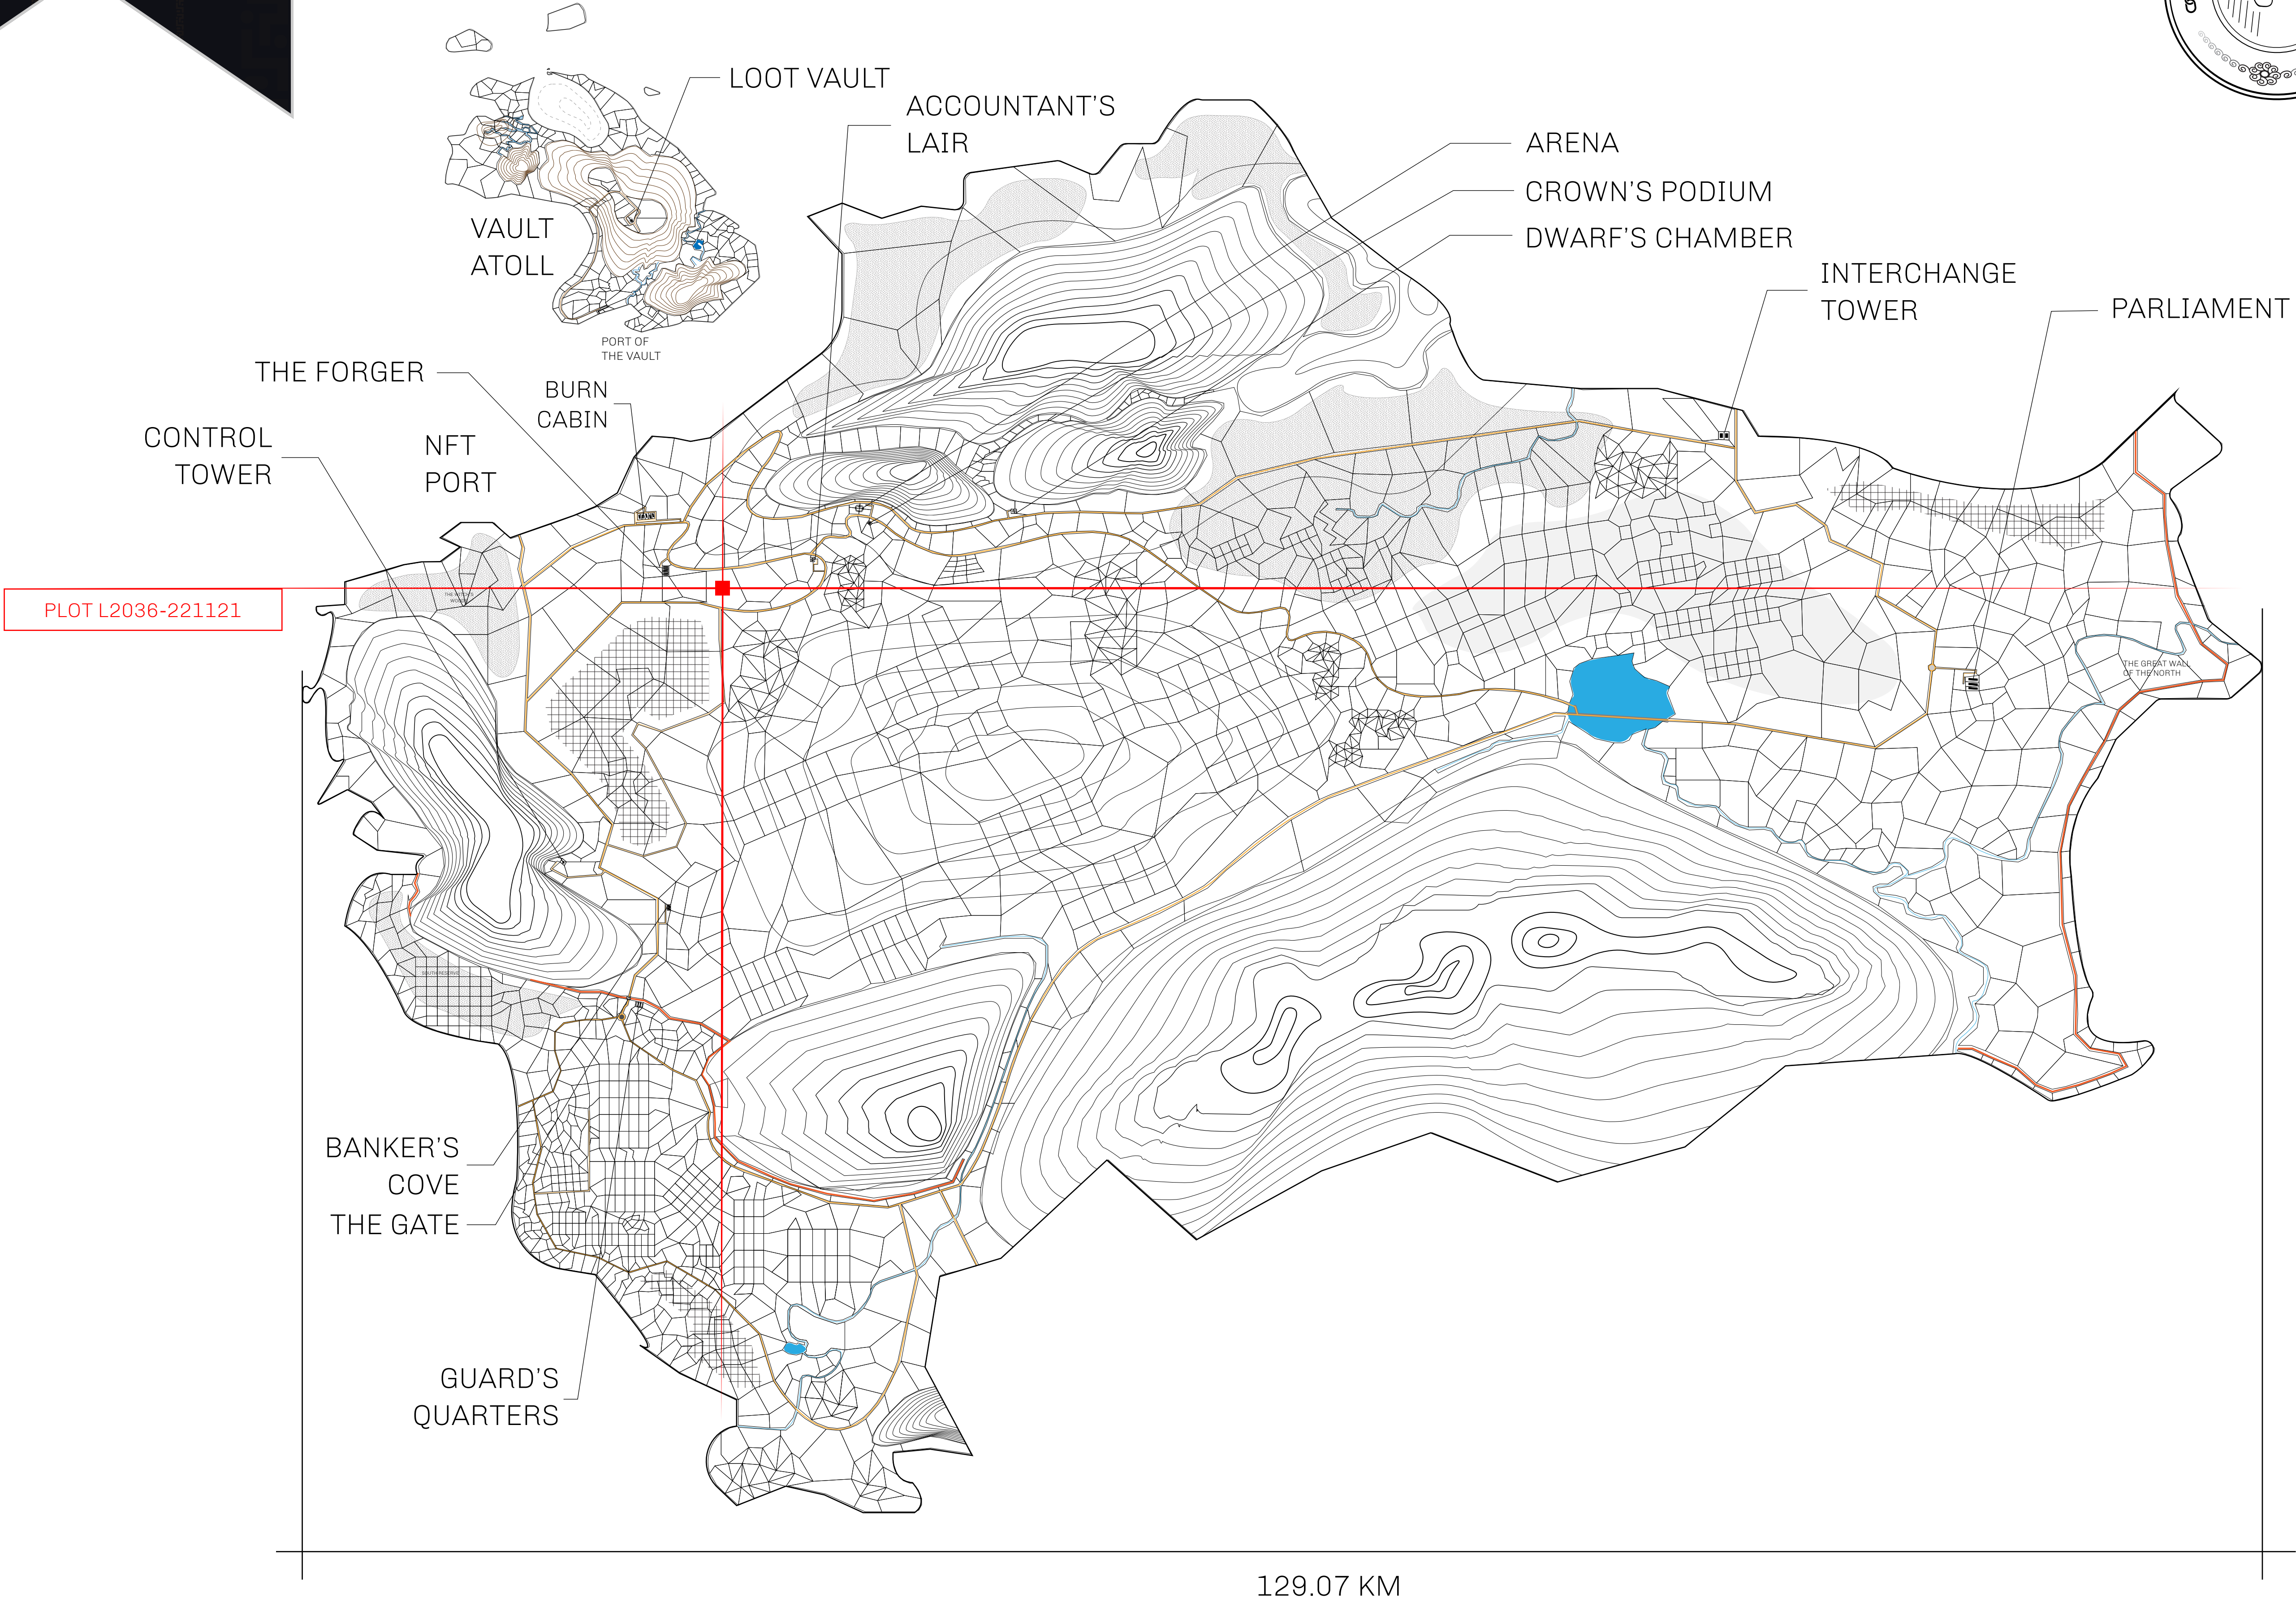 LOOT VAULT
ACCOUNTANT'S
LAIR
ARENA
CROWN'S PODIUM
DWARF'S CHAMBER
VAULT
ATOLL
INTERCHANGE
TOWER
PARLIAMENT
PORT OF
THE VAULT
THE FORGER
BURN
CABIN
CONTROL
TOWER
NFT
PORT
PLOT L2036-221121
THE GREAT WALL
OF THE NORTH
SOUTH RESERVE
BANKER'S
COVE
THE GATE
GUARD'S
QUARTERS
129.07 KM